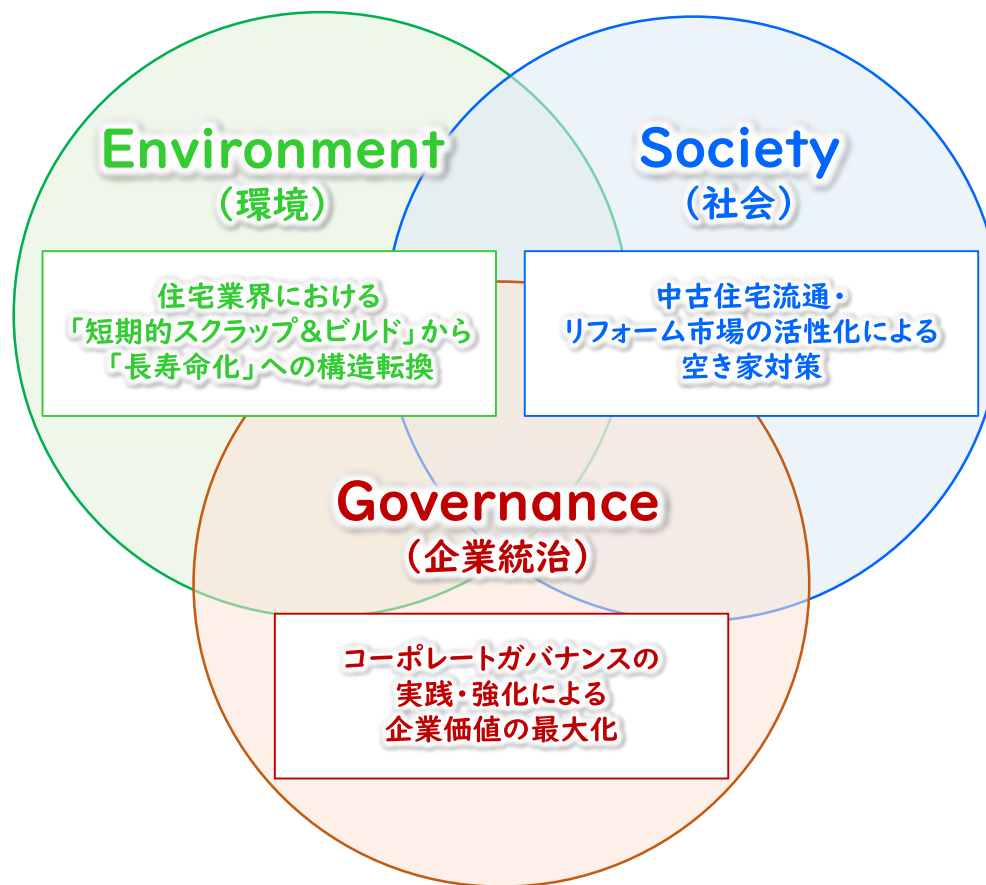 Environment
（環境）
住宅業界における
「短期的スクラップ＆ビルド」から
「長寿命化」への構造転換
Society
（社会）
中古住宅流通・
リフォーム市場の活性化による
空き家対策
Governance
（企業統治）
コーポレートガバナンスの
実践・強化による
企業価値の最大化